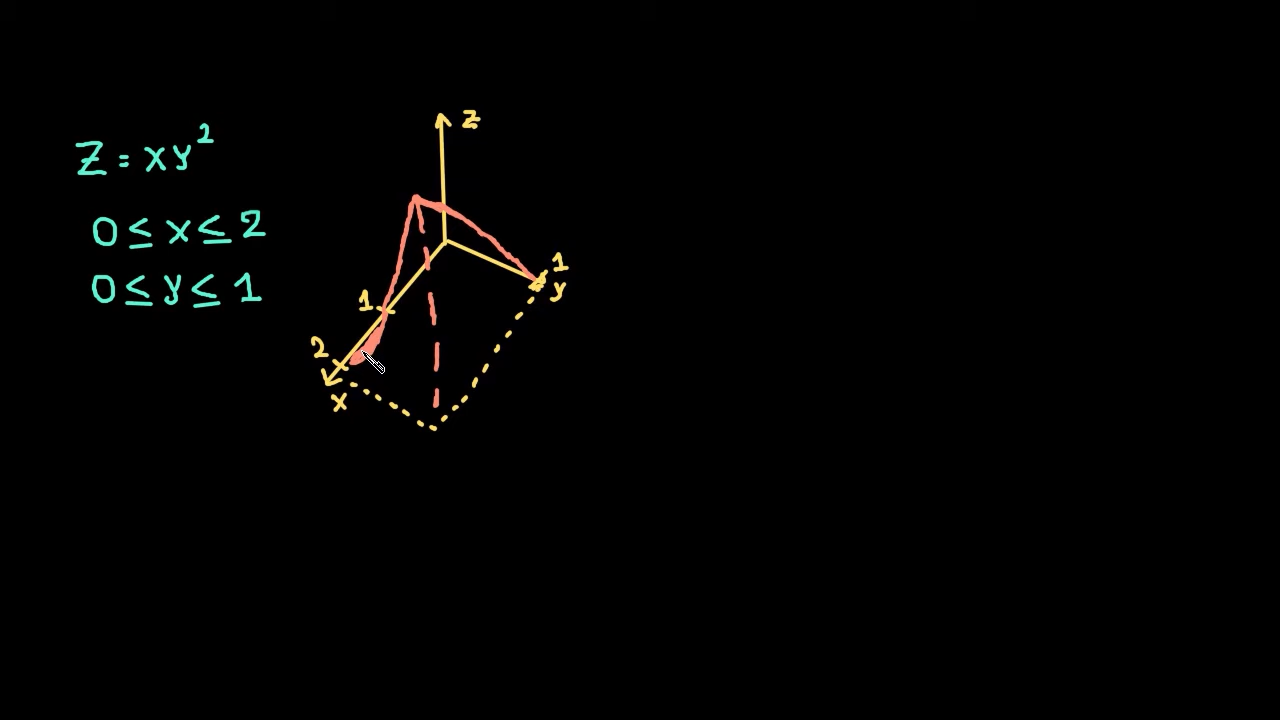 Z = xy²
0 ≤ x ≤ 2
0 ≤ y ≤ 1
z
1
y
1
2
x